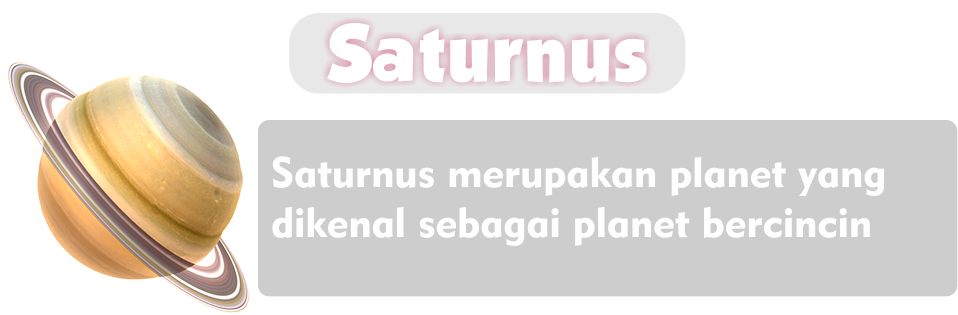 Saturnus
Saturnus merupakan planet yang
dikenal sebagai planet bercincin